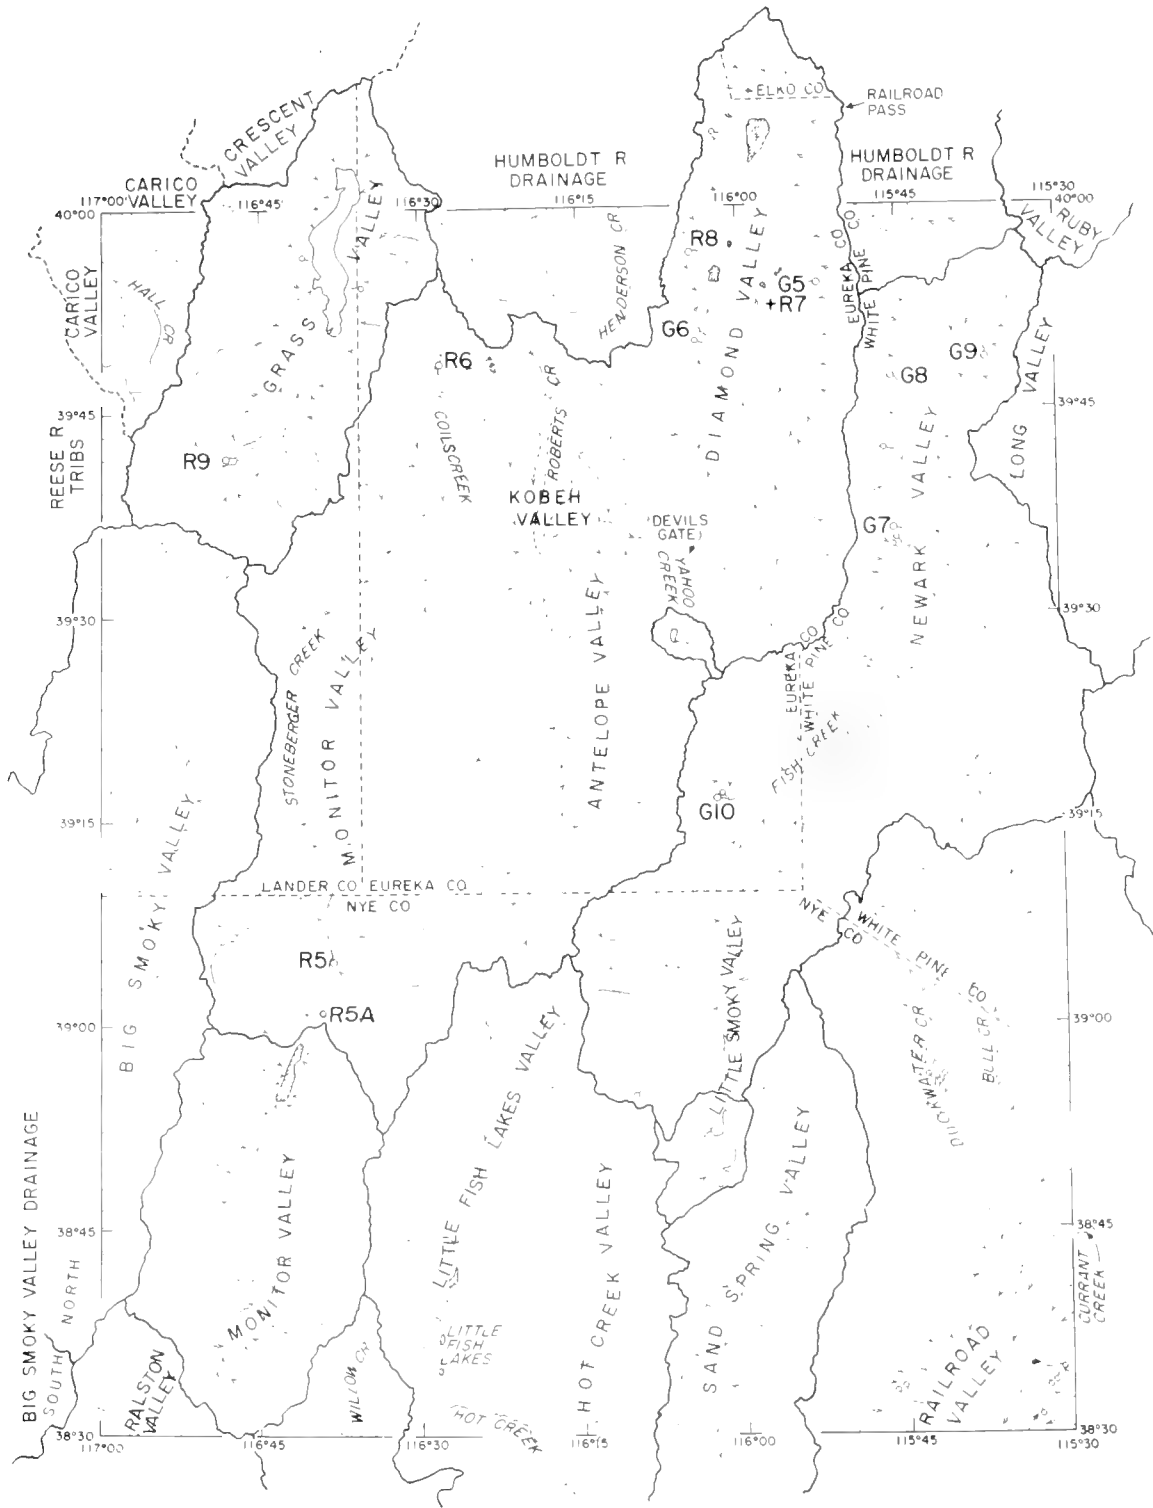 ELKO CO
RAILROAD
PASS
CRESCENT
VALLEY
HUMBOLDT R
DRAINAGE
HUMBOLDT R
DRAINAGE
CARICO
VALLEY
117°00'
116°45'
116°30'
116°15'
116°00'
115°45'
115°30'
40°00'
40°00'
RUBY
VALLEY
R8
HENDERSON CR
EUREKA CO
WHITE PINE CO
HALL CR
CARICO
VALLEY
GRASS VALLEY
G5
+R7
G6
DIAMOND VALLEY
R6
G9
G8
LONG VALLEY
39°45'
39°45'
COILS CREEK
ROBERTS CR
REESE R
TRIBS
R9
KOBEH
VALLEY
(DEVILS
GATE)
G7
NEWARK VALLEY
YAHOO
CREEK
39°30'
39°30'
STONEBERGER CREEK
MONITOR VALLEY
ANTELOPE VALLEY
EUREKA CO
WHITE PINE CO
FISH CREEK
G10
39°15'
39°15'
BIG SMOKY VALLEY
LANDER CO EUREKA CO
NYE CO
NYE CO
WHITE PINE CO
R5
R5A
LITTLE SMOKY VALLEY
39°00'
39°00'
DUCKWATER CR
BULL CR
LITTLE FISH LAKES VALLEY
LITTLE SMOKY VALLEY
BIG SMOKY VALLEY DRAINAGE
NORTH
SOUTH
MONITOR VALLEY
HOT CREEK VALLEY
SAND SPRING VALLEY
38°45'
38°45'
CURRANT
CREEK
LITTLE
FISH
LAKES
RALSTON
VALLEY
WILLOW CR
HOT CREEK
RAILROAD
VALLEY
38°30'
38°30'
117°00'
116°45'
116°30'
116°15'
116°00'
115°45'
115°30'